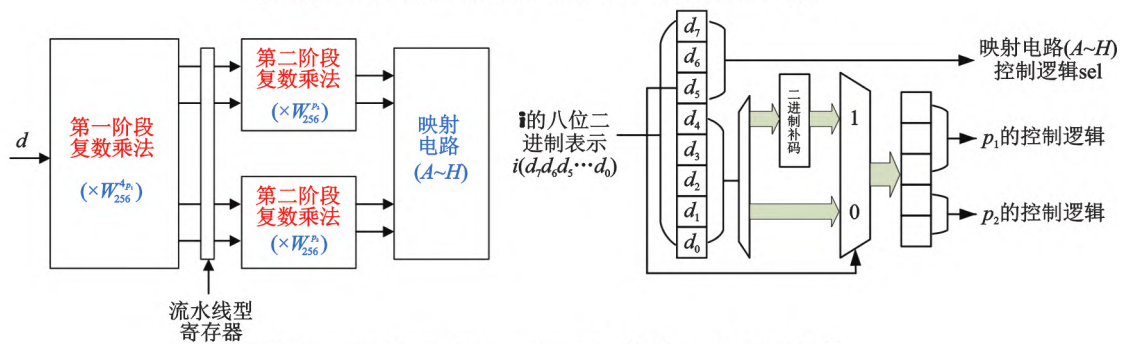 d
第一阶段
复数乘法
(×W₂₅₆^{4p₁})
流水线型
寄存器
第二阶段
复数乘法
(×W₂₅₆^{p₂})
第二阶段
复数乘法
(×W₂₅₆^{p₂})
映射
电路
(A~H)
i的八位二
进制表示
i(d₇d₆d₅⋯d₀)
d₇
d₆
d₅
d₄
d₃
d₂
d₁
d₀
二进制补码
1
0
映射电路(A~H)
控制逻辑sel
p₁的控制逻辑
p₂的控制逻辑